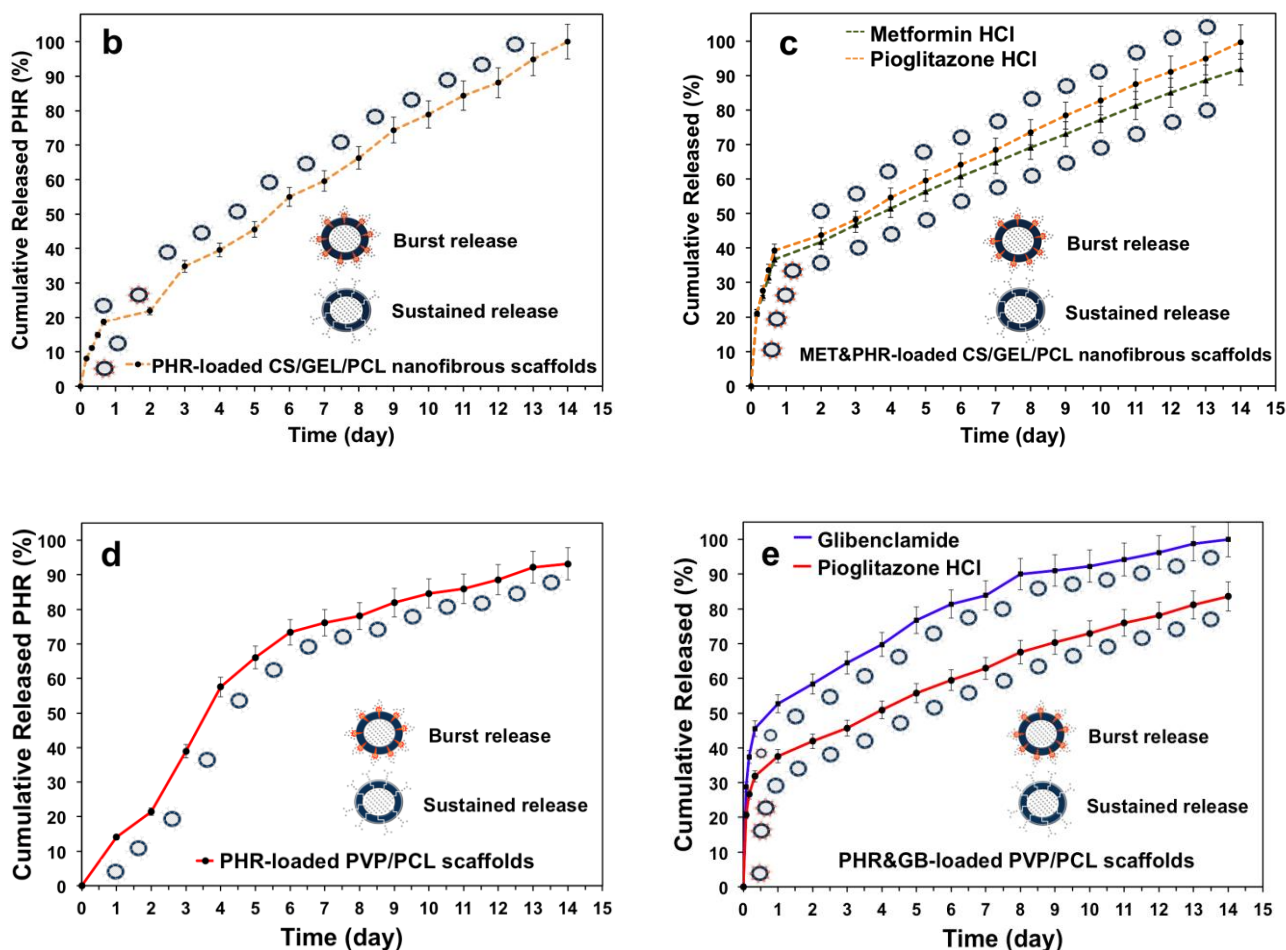 b
Cumulative Released PHR (%)
100
90
80
70
60
50
40
30
20
10
0
Burst release
Sustained release
PHR-loaded CS/GEL/PCL nanofibrous scaffolds
0 1 2 3 4 5 6 7 8 9 10 11 12 13 14 15
Time (day)
c
Metformin HCl
Pioglitazone HCl
Cumulative Released (%)
100
90
80
70
60
50
40
30
20
10
0
Burst release
Sustained release
MET&PHR-loaded CS/GEL/PCL nanofibrous scaffolds
0 1 2 3 4 5 6 7 8 9 10 11 12 13 14 15
Time (day)
d
Cumulative Released PHR (%)
100
90
80
70
60
50
40
30
20
10
0
Burst release
Sustained release
PHR-loaded PVP/PCL scaffolds
0 1 2 3 4 5 6 7 8 9 10 11 12 13 14 15
Time (day)
e
Glibenclamide
Pioglitazone HCl
Cumulative Released (%)
100
90
80
70
60
50
40
30
20
10
0
Burst release
Sustained release
PHR&GB-loaded PVP/PCL scaffolds
0 1 2 3 4 5 6 7 8 9 10 11 12 13 14 15
Time (day)